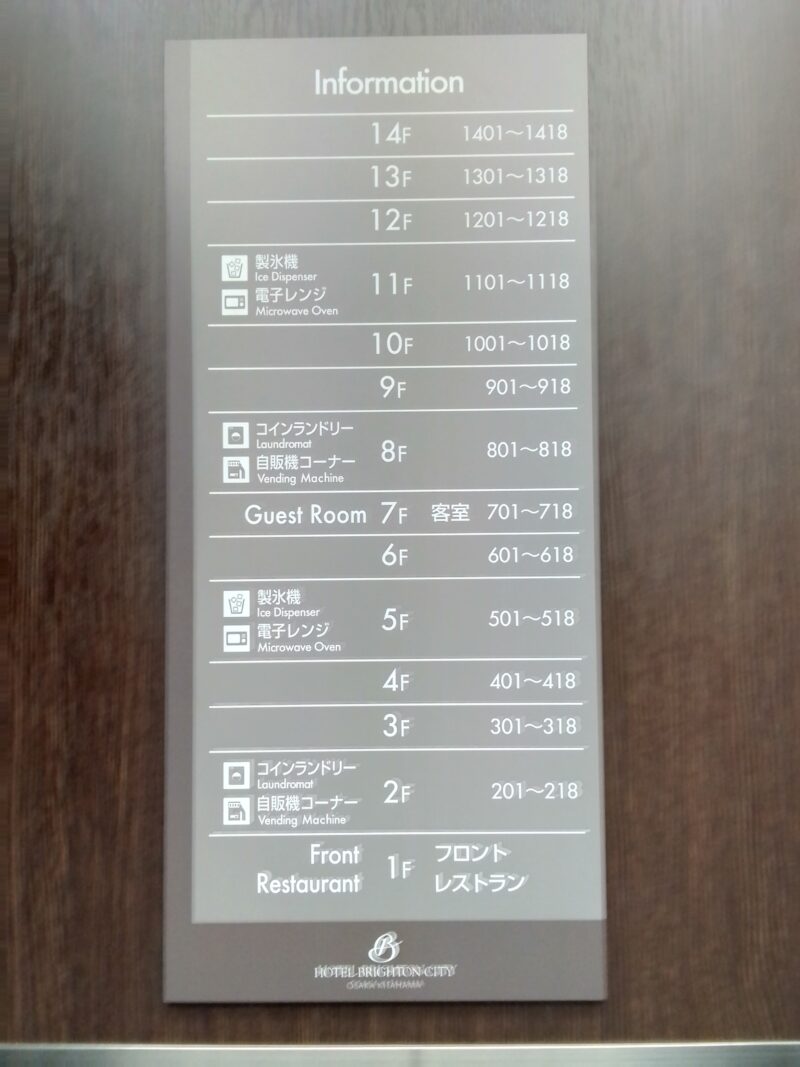 Information
14F 1401～1418
13F 1301～1318
12F 1201～1218
製氷機
Ice Dispenser
電子レンジ
Microwave Oven
11F 1101～1118
10F 1001～1018
9F 901～918
コインランドリー
Laundromat
自販機コーナー
Vending Machine
8F 801～818
Guest Room 7F 客室 701～718
6F 601～618
製氷機
Ice Dispenser
電子レンジ
Microwave Oven
5F 501～518
4F 401～418
3F 301～318
コインランドリー
Laundromat
自販機コーナー
Vending Machine
2F 201～218
Front
Restaurant
1F
フロント
レストラン
B
HOTEL BRIGHTON CITY
OSAKA KITAHAMA